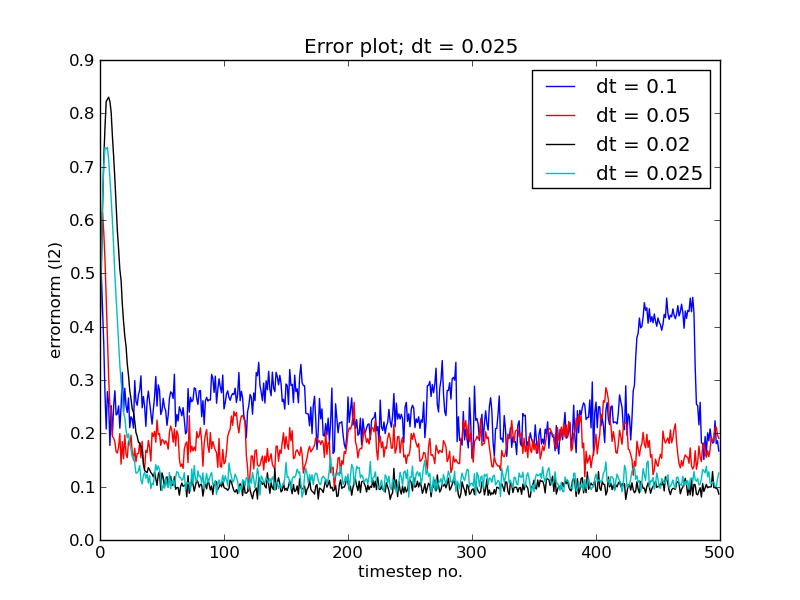 Error plot; dt = 0.025
0.9
0.8
0.7
0.6
0.5
0.4
0.3
0.2
0.1
0.0
errornorm (l2)
dt = 0.1
dt = 0.05
dt = 0.02
dt = 0.025
0
100
200
300
400
500
timestep no.